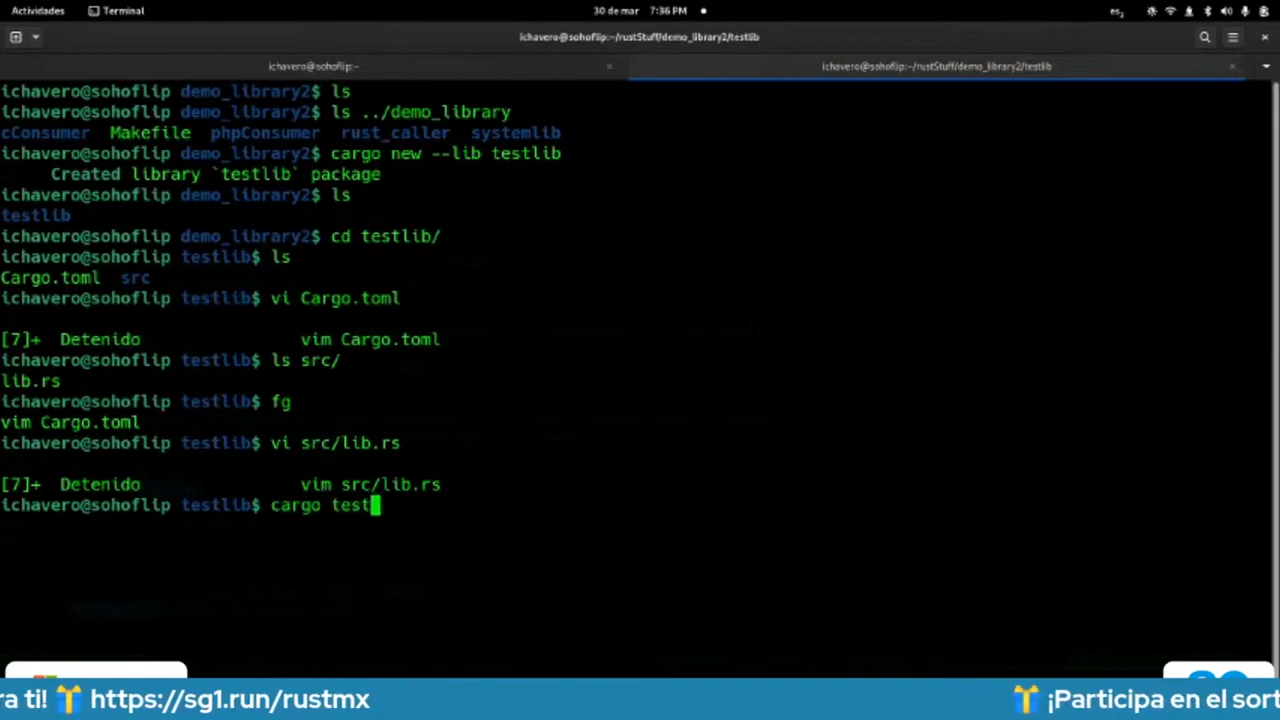 Actividades Terminal 30 de mar 7:36 PM es₂
ichavero@sohoflip:~/rustStuff/demo_library2/testlib
ichavero@sohoflip:~ ichavero@sohoflip:~/rustStuff/demo_library2/testlib
ichavero@sohoflip demo_library2$ ls
ichavero@sohoflip demo_library2$ ls ../demo_library
cConsumer Makefile phpConsumer rust_caller systemlib
ichavero@sohoflip demo_library2$ cargo new --lib testlib
Created library `testlib` package
ichavero@sohoflip demo_library2$ ls
testlib
ichavero@sohoflip demo_library2$ cd testlib/
ichavero@sohoflip testlib$ ls
Cargo.toml src
ichavero@sohoflip testlib$ vi Cargo.toml
[7]+ Detenido vim Cargo.toml
ichavero@sohoflip testlib$ ls src/
lib.rs
ichavero@sohoflip testlib$ fg
vim Cargo.toml
ichavero@sohoflip testlib$ vi src/lib.rs
[7]+ Detenido vim src/lib.rs
ichavero@sohoflip testlib$ cargo test
ra ti! 🎁 https://sg1.run/rustmx 🎁 ¡Participa en el sort